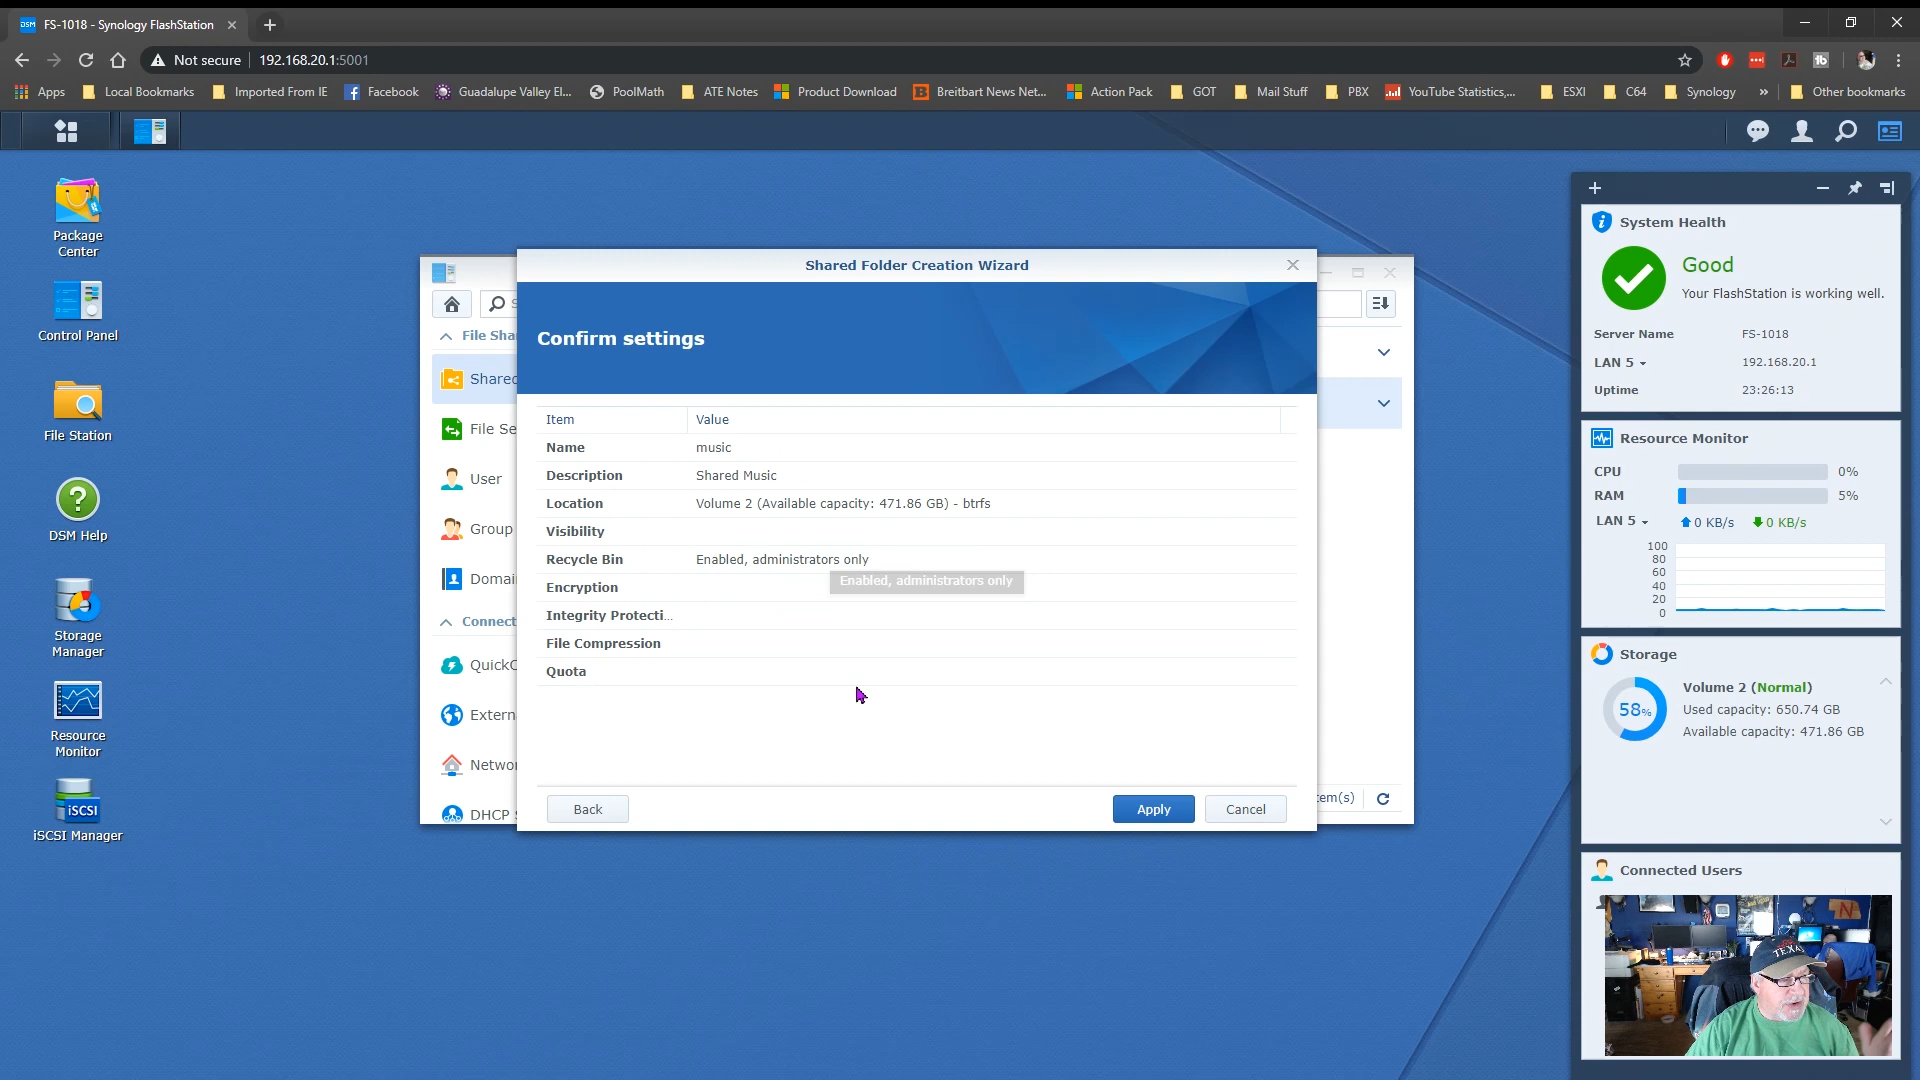 FS-1018 - Synology FlashStation
Not secure
192.168.20.1:5001
Apps
Local Bookmarks
Imported From IE
Facebook
Guadalupe Valley El...
PoolMath
ATE Notes
Product Download
Breitbart News Net...
Action Pack
GOT
Mail Stuff
PBX
YouTube Statistics,...
ESXI
C64
Synology
»
Other bookmarks
Package
Center
Control Panel
File Station
DSM Help
Storage
Manager
Resource
Monitor
iSCSI
iSCSI Manager
File Sha
Shared
File Se
User
Group
Domai
Connect
QuickC
Extern
Networ
DHCP S
Shared Folder Creation Wizard
Confirm settings
Item Value
Name music
Description Shared Music
Location Volume 2 (Available capacity: 471.86 GB) - btrfs
Visibility
Recycle Bin Enabled, administrators only
Enabled, administrators only
Encryption
Integrity Protecti...
File Compression
Quota
Back
Apply
Cancel
tem(s)
System Health
Good
Your FlashStation is working well.
Server Name FS-1018
LAN 5 192.168.20.1
Uptime 23:26:13
Resource Monitor
CPU 0%
RAM 5%
LAN 5 0 KB/s 0 KB/s
100
80
60
40
20
0
Storage
58%
Volume 2 (Normal)
Used capacity: 650.74 GB
Available capacity: 471.86 GB
Connected Users
N
TEXAS